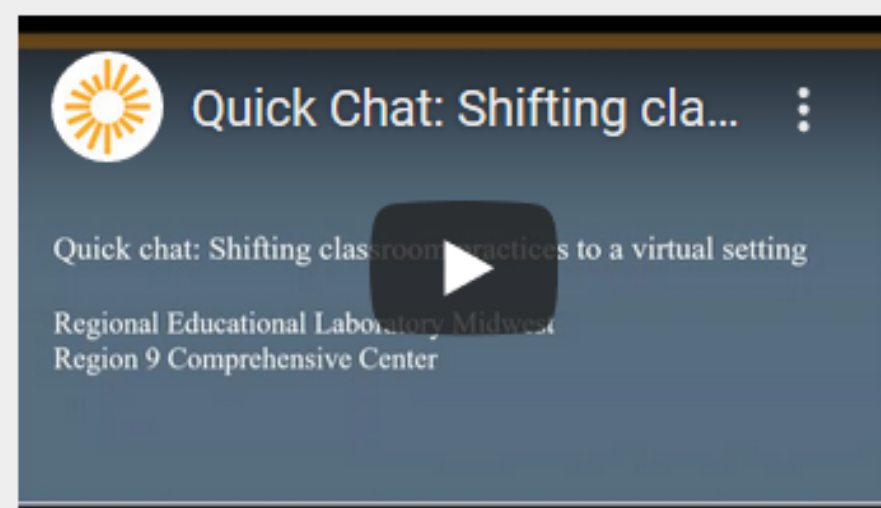 Quick Chat: Shifting cla...
Quick chat: Shifting classroom practices to a virtual setting
Regional Educational Laboratory Midwest
Region 9 Comprehensive Center